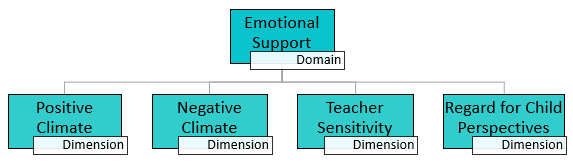 Emotional
Support
Domain
Positive
Climate
Dimension
Negative
Climate
Dimension
Teacher
Sensitivity
Dimension
Regard for Child
Perspectives
Dimension